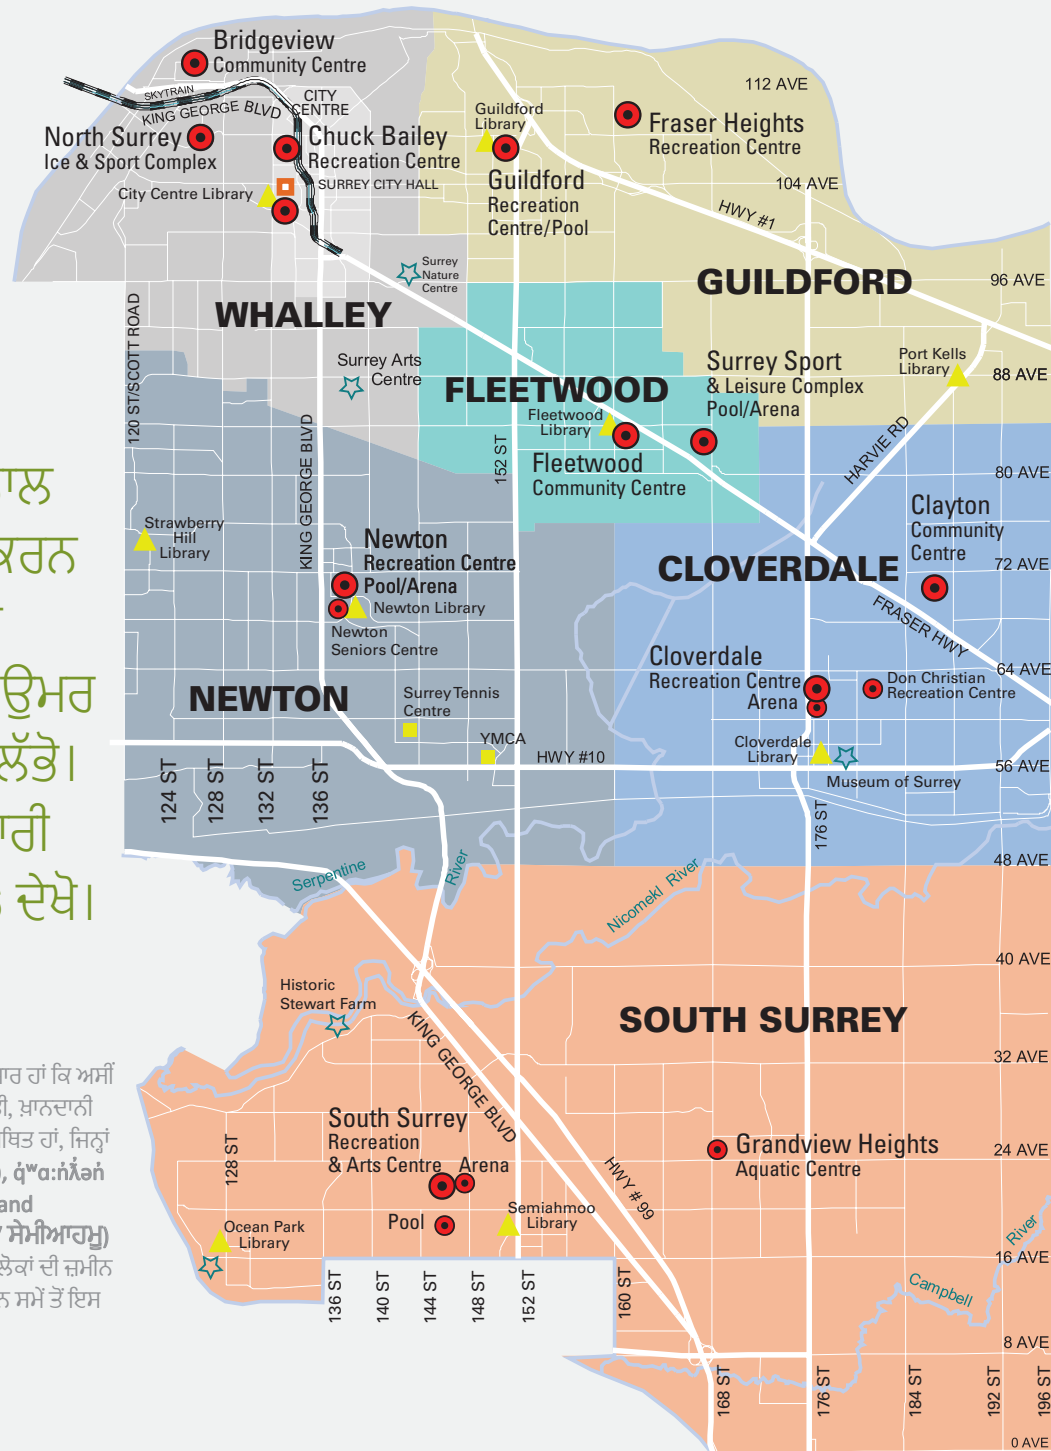 Bridgeview
Community Centre
SKYTRAIN
KING GEORGE BLVD
CITY
CENTRE
North Surrey
Ice & Sport Complex
Chuck Bailey
Recreation Centre
City Centre Library
SURREY CITY HALL
Guildford
Library
Guildford
Recreation
Centre/Pool
Fraser Heights
Recreation Centre
112 AVE
104 AVE
HWY #1
GUILDFORD
96 AVE
Surrey
Nature
Centre
WHALLEY
120 ST/SCOTT ROAD
Surrey Arts
Centre
FLEETWOOD
Surrey Sport
& Leisure Complex
Pool/Arena
Port Kells
Library
88 AVE
Fleetwood
Library
Fleetwood
Community Centre
KING GEORGE BLVD
152 ST
HARVIE RD
80 AVE
Clayton
Community
Centre
Strawberry
Hill
Library
Newton
Recreation Centre
Pool/Arena
Newton Library
Newton
Seniors Centre
CLOVERDALE
72 AVE
FRASER HWY
Cloverdale
Recreation Centre
Arena
64 AVE
Don Christian
Recreation Centre
NEWTON
Surrey Tennis
Centre
YMCA
HWY #10
Cloverdale
Library
Museum of Surrey
56 AVE
124 ST
128 ST
132 ST
136 ST
176 ST
48 AVE
Serpentine
River
Nicomekl River
40 AVE
Historic
Stewart Farm
KING GEORGE BLVD
SOUTH SURREY
32 AVE
South Surrey
Recreation
& Arts Centre
Arena
Pool
128 ST
Grandview Heights
Aquatic Centre
24 AVE
HWY # 99
Semiahmoo
Library
Ocean Park
Library
River
16 AVE
Campbell
136 ST
140 ST
144 ST
148 ST
152 ST
160 ST
8 AVE
168 ST
176 ST
184 ST
192 ST
196 ST
0 AVE
ਕਰਨ
ਉਮਰ
ਲੱਭੋ।
ਦੇਖੋ।
ਹਾਂ ਕਿ ਅਸੀਂ
ਖ਼ਾਨਦਾਨੀ
ਹਾਂ, ਜਿਨ੍ਹਾਂ
q̓ʷɑ:n̓ƛ̓ən̓
and
ਸੇਮੀਆਹਮੂ)
ਲੋਕਾਂ ਦੀ ਜ਼ਮੀਨ
ਸਮੇਂ ਤੋਂ ਇਸ